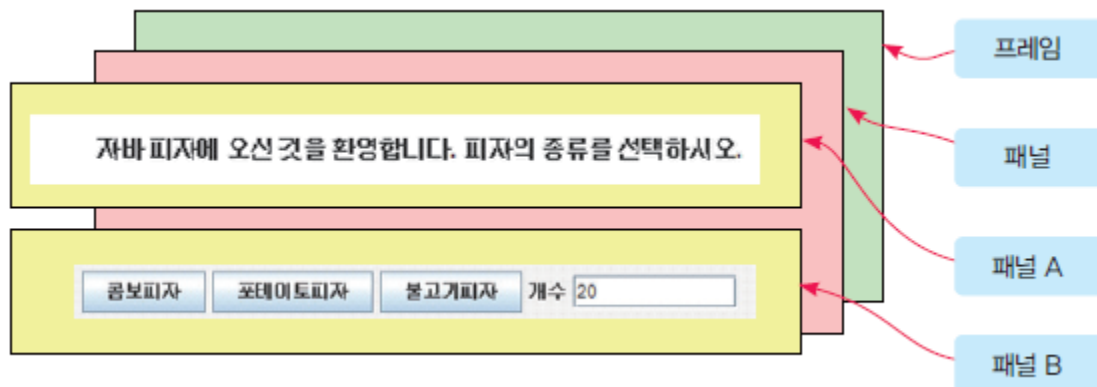 프레임
자바 피자에 오신 것을 환영합니다. 피자의 종류를 선택하시오.
패널
패널 A
콤보피자 포테이토피자 불고기피자 개수 20
패널 B